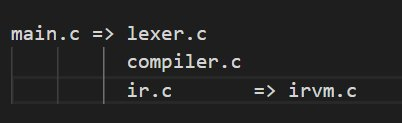 main.c => lexer.c
compiler.c
ir.c => irvm.c